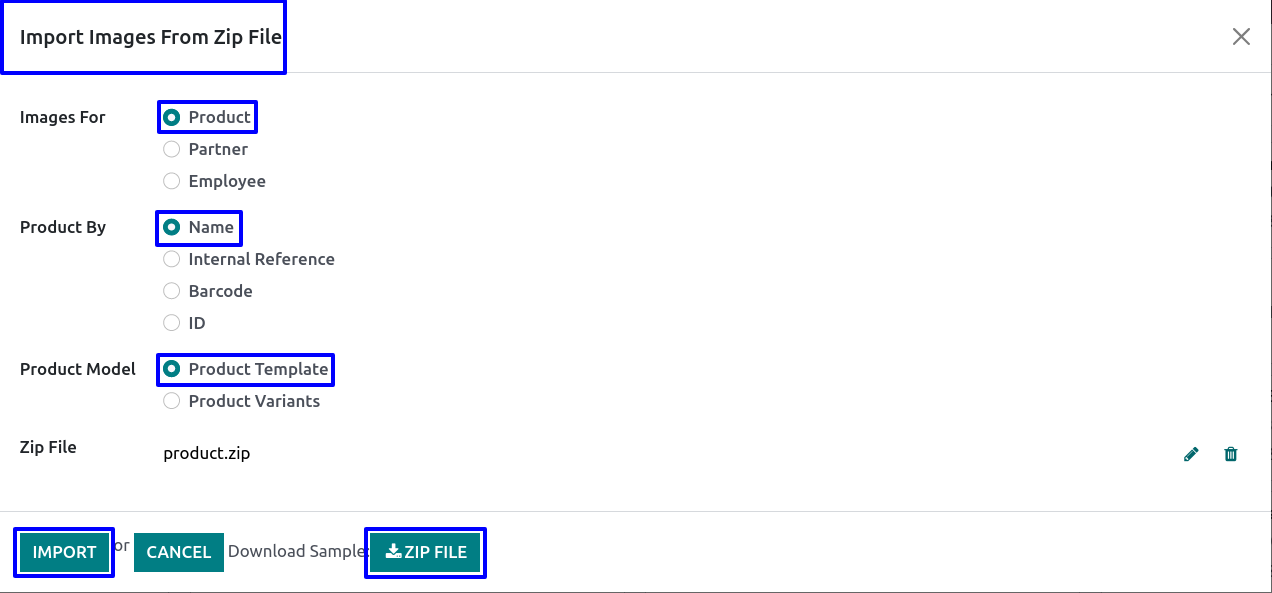 Import Images From Zip File
Images For
Product
Partner
Employee
Product By
Name
Internal Reference
Barcode
ID
Product Model
Product Template
Product Variants
Zip File
product.zip
IMPORT or CANCEL Download Sample: ZIP FILE